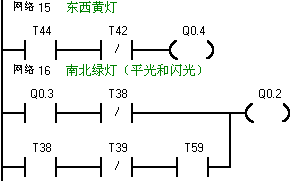 网络 15 东西黄灯
T44 T42 Q0.4
网络 16 南北绿灯（平光和闪光）
Q0.3 T38 Q0.2
T38 T39 T59